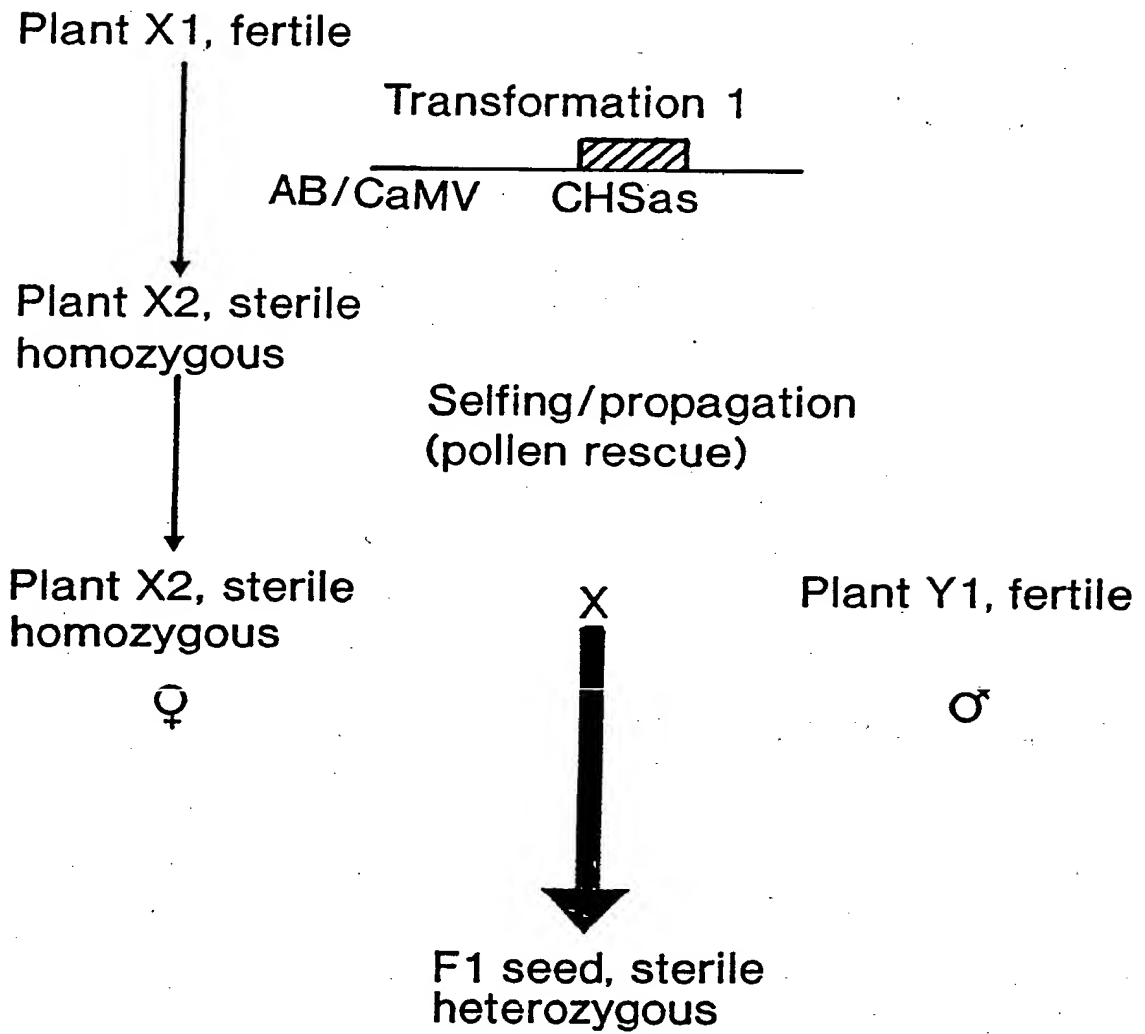 Plant X1, fertile
Transformation 1
AB/CaMV CHSas
Plant X2, sterile
homozygous
Selfing/propagation
(pollen rescue)
Plant X2, sterile
homozygous
X
Plant Y1, fertile
♀
♂
F1 seed, sterile
heterozygous